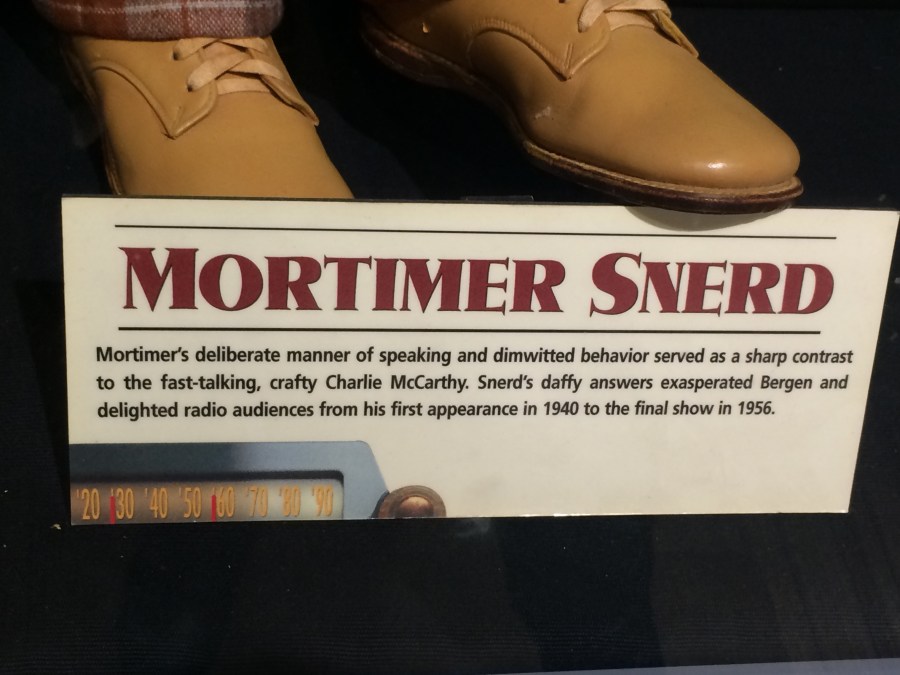 MORTIMER SNERD
Mortimer's deliberate manner of speaking and dimwitted behavior served as a sharp contrast
to the fast-talking, crafty Charlie McCarthy. Snerd's daffy answers exasperated Bergen and
delighted radio audiences from his first appearance in 1940 to the final show in 1956.
'20 '30 '40 '50 '60 '70 '80 '90